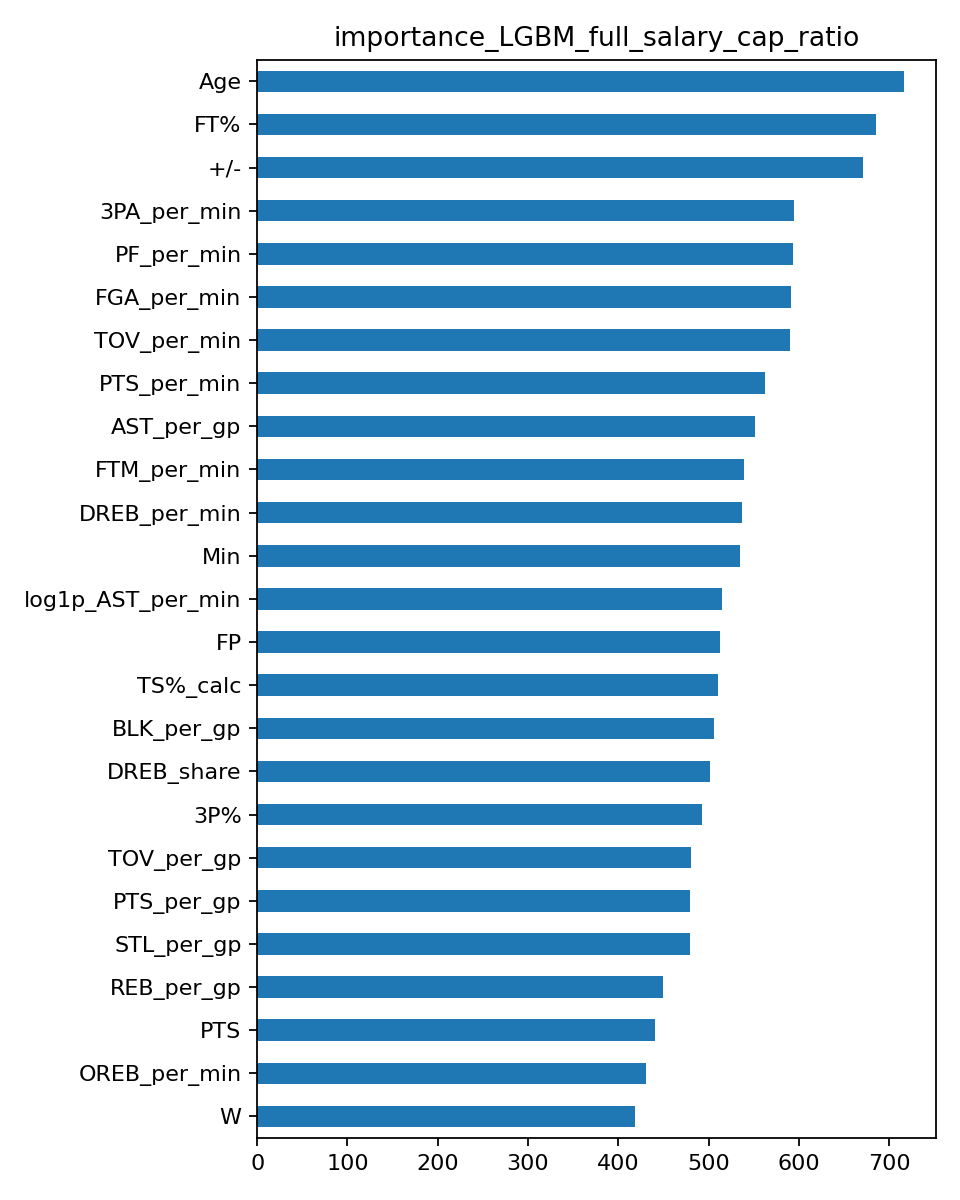 importance_LGBM_full_salary_cap_ratio
Age
FT%
+/-
3PA_per_min
PF_per_min
FGA_per_min
TOV_per_min
PTS_per_min
AST_per_gp
FTM_per_min
DREB_per_min
Min
log1p_AST_per_min
FP
TS%_calc
BLK_per_gp
DREB_share
3P%
TOV_per_gp
PTS_per_gp
STL_per_gp
REB_per_gp
PTS
OREB_per_min
W
0 100 200 300 400 500 600 700